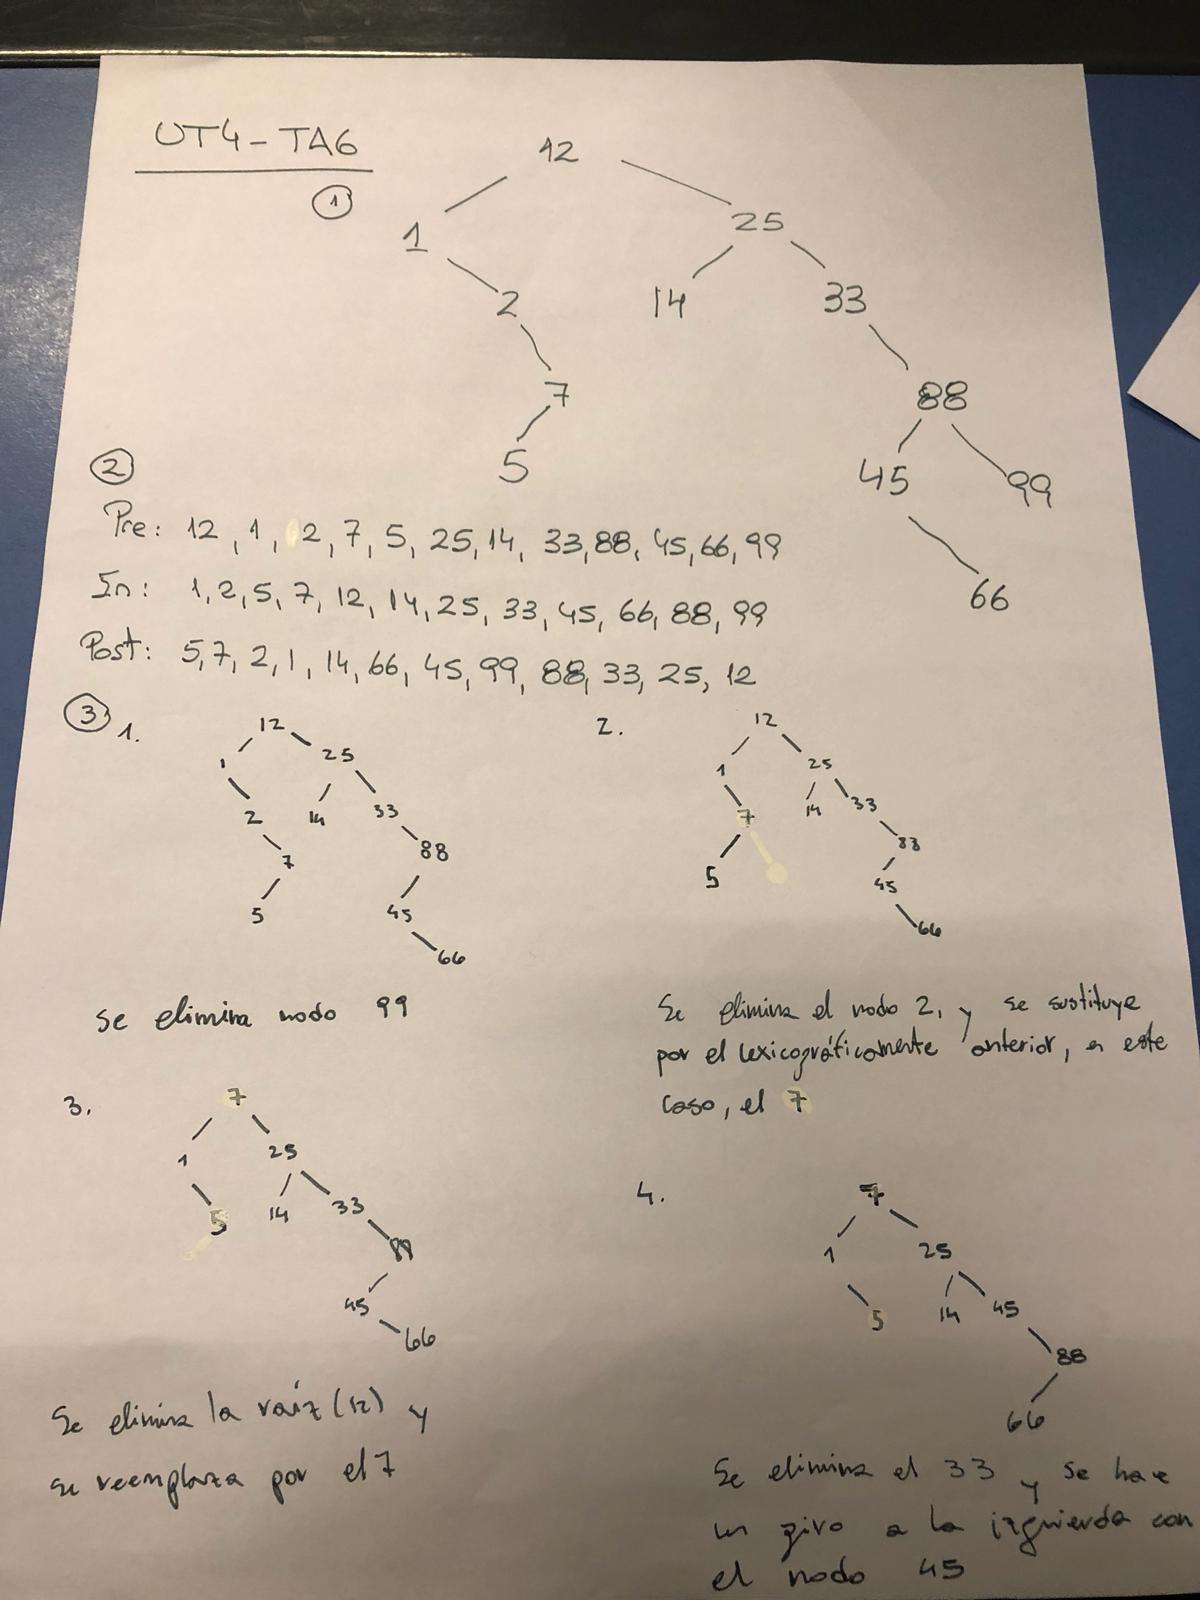 UT4-TA6
1
12
1 25
2 14 33
7 88
5 45 99
66
2
Pre: 12, 1, 2, 7, 5, 25, 14, 33, 88, 45, 66, 99
In: 1, 2, 5, 7, 12, 14, 25, 33, 45, 66, 88, 99
Post: 5, 7, 2, 1, 14, 66, 45, 99, 88, 33, 25, 12
3
1.
12
1 25
2 14 33
7 88
5 45
66
se elimina nodo 99
2.
12
1 25
7 14 33
5 88
45
66
Se elimina el nodo 2, y se sustituye
por el lexicográficamente anterior, en este
caso, el 7
3.
7
1 25
5 14 33
88
45
66
Se elimina la raíz (12) y
se reemplaza por el 7
4.
7
1 25
5 14 45
88
66
Se elimina el 33 y se hace
un giro a la izquierda con
el nodo 45